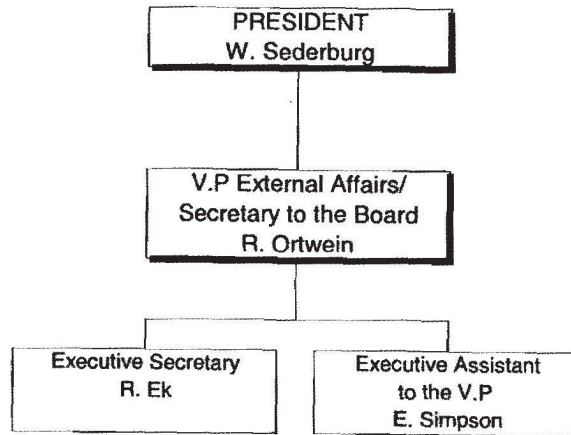 PRESIDENT
W. Sederburg
V.P External Affairs/
Secretary to the Board
R. Ortwein
Executive Secretary
R. Ek
Executive Assistant
to the V.P
E. Simpson